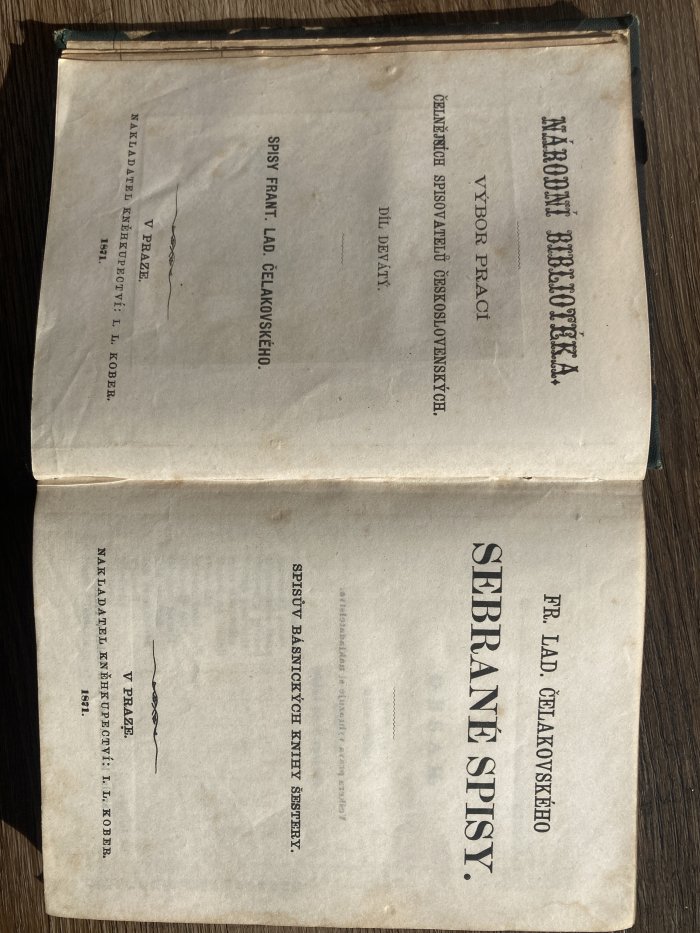 NÁRODNÍ BIBLIOTÉKA.
VÝBOR PRACÍ
ČELNĚJŠÍCH SPISOVATELŮ ČESKOSLOVENSKÝCH.
DÍL DEVÁTÝ.
SPISY FRANT. LAD. ČELAKOVSKÉHO.
V PRAZE.
NAKLADATEL KNĚHKUPECTVÍ: I. L. KOBER.
1871.
FR. LAD. ČELAKOVSKÉHO
SEBRANÉ SPISY.
SPISŮV BÁSNICKÝCH KNIHY ŠESTERY.
V PRAZE.
NAKLADATEL KNĚHKUPECTVÍ: I. L. KOBER.
1871.